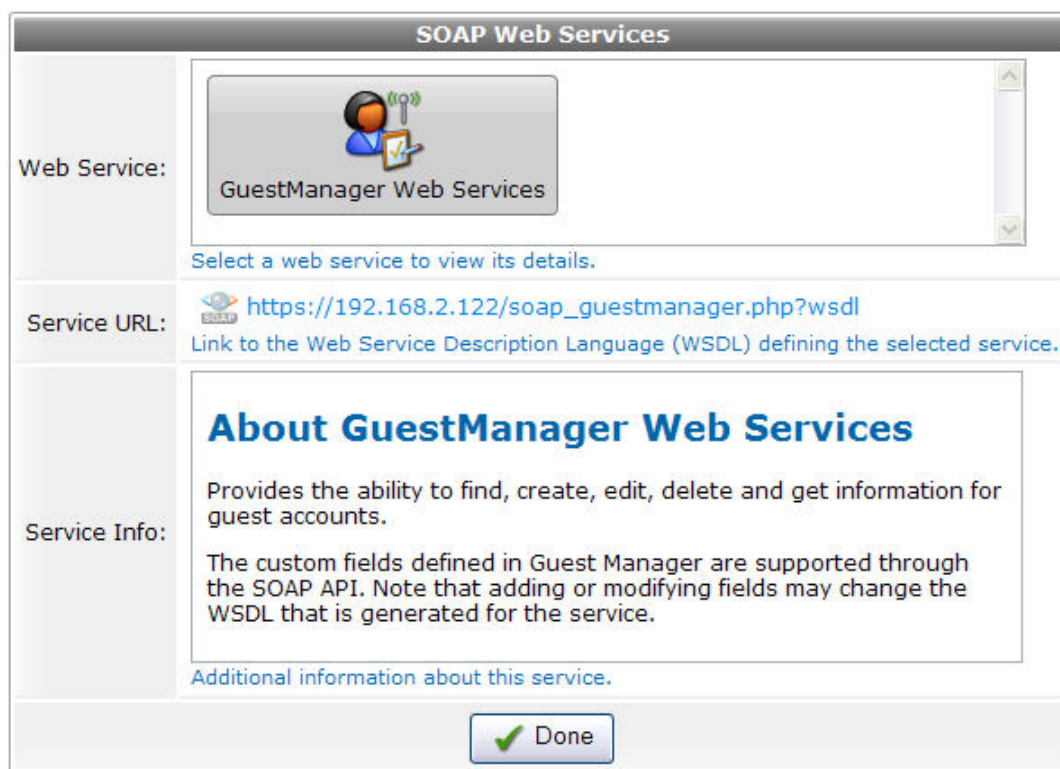 SOAP Web Services
Web Service:
GuestManager Web Services
Select a web service to view its details.
Service URL:
SOAP
https://192.168.2.122/soap_guestmanager.php?wsdl
Link to the Web Service Description Language (WSDL) defining the selected service.
Service Info:
About GuestManager Web Services
Provides the ability to find, create, edit, delete and get information for
guest accounts.
The custom fields defined in Guest Manager are supported through
the SOAP API. Note that adding or modifying fields may change the
WSDL that is generated for the service.
Additional information about this service.
Done